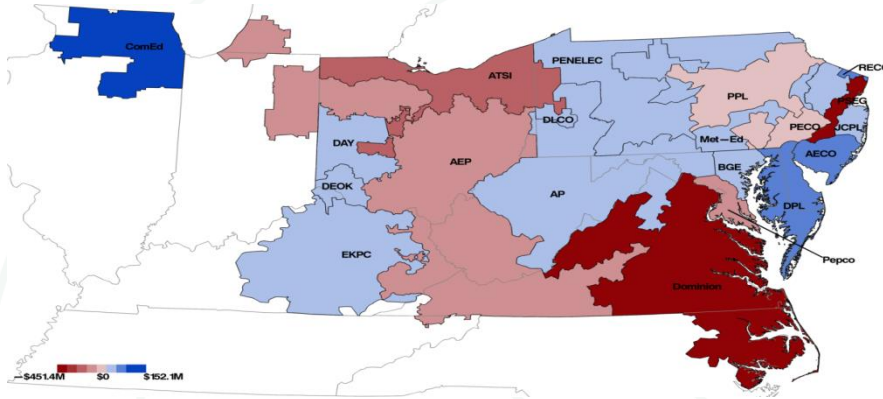 ComEd
PENELEC
RECO
ATSI
PPL
PSEG
DLCO
PECO
JCPL
DAY
Met—Ed
AECO
AEP
BGE
DEOK
AP
DPL
EKPC
Pepco
Dominion
—$451.4M $0 $152.1M